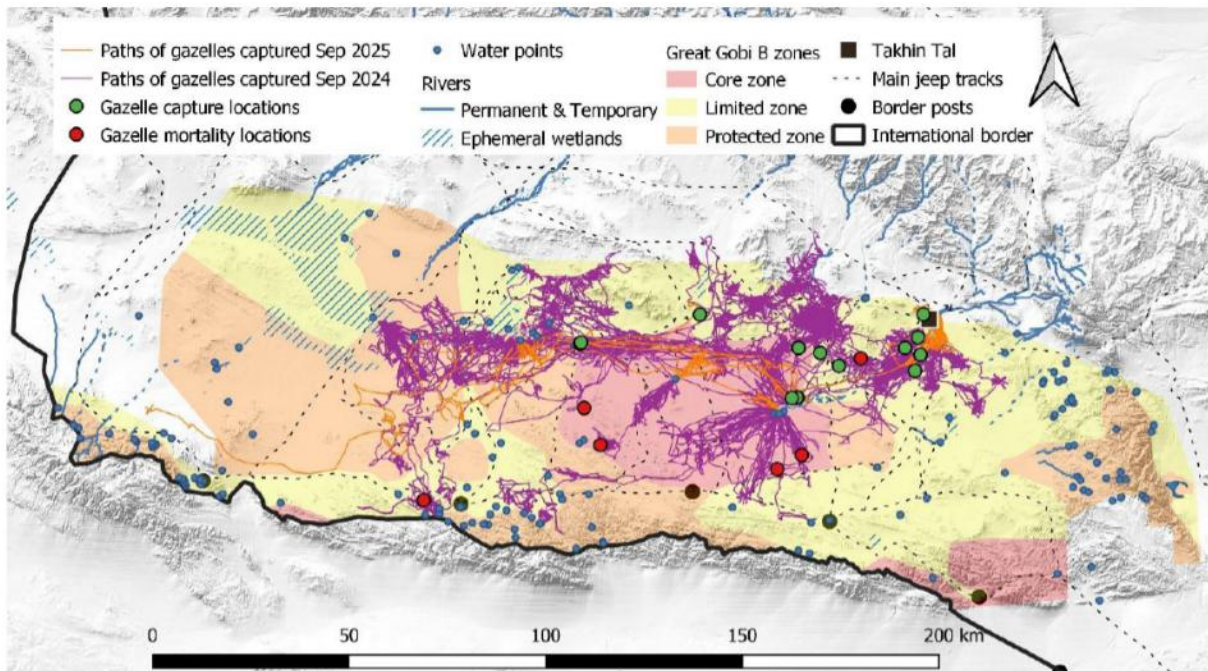 Paths of gazelles captured Sep 2025
Paths of gazelles captured Sep 2024
Gazelle capture locations
Gazelle mortality locations
Water points
Rivers
Permanent & Temporary
Ephemeral wetlands
Great Gobi B zones
Core zone
Limited zone
Protected zone
Takhin Tal
Main jeep tracks
Border posts
International border
0 50 100 150 200 km